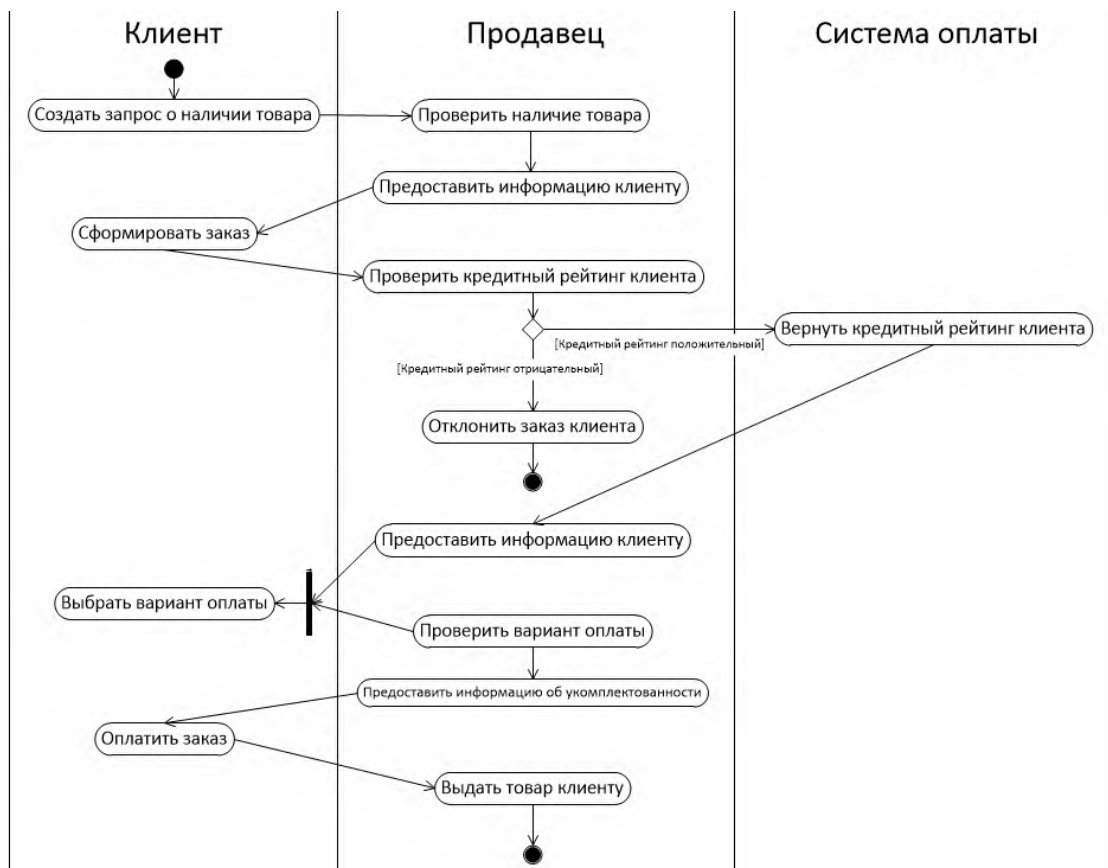 Клиент
Продавец
Система оплаты
Создать запрос о наличии товара
Проверить наличие товара
Предоставить информацию клиенту
Сформировать заказ
Проверить кредитный рейтинг клиента
Вернуть кредитный рейтинг клиента
[Кредитный рейтинг положительный]
[Кредитный рейтинг отрицательный]
Отклонить заказ клиента
Предоставить информацию клиенту
Выбрать вариант оплаты
Проверить вариант оплаты
Предоставить информацию об укомплектованности
Оплатить заказ
Выдать товар клиенту